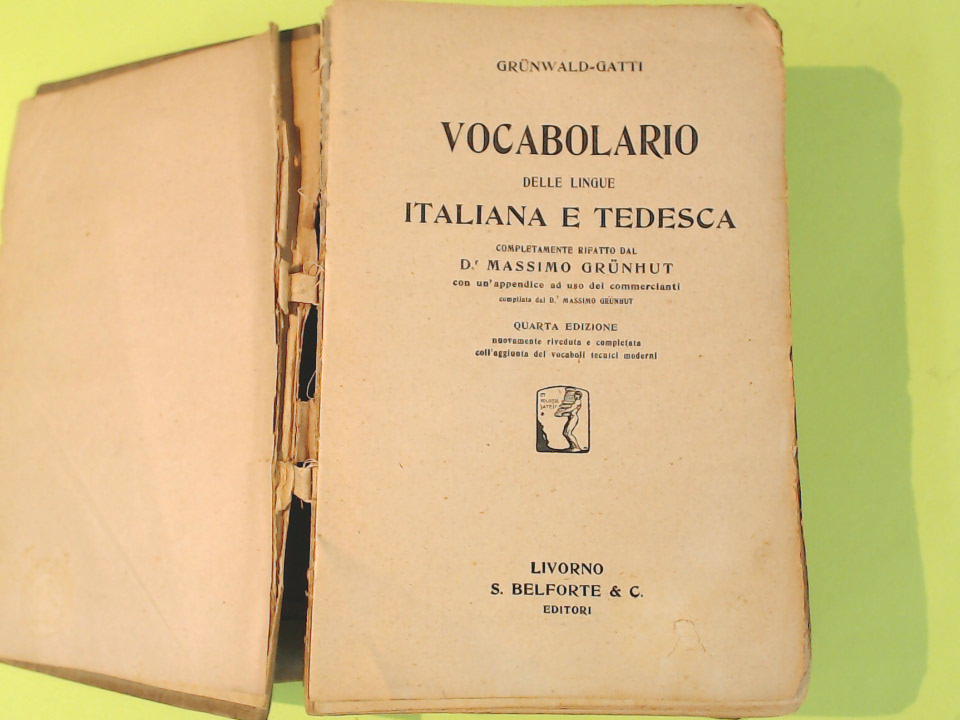 GRÜNWALD-GATTI
VOCABOLARIO
DELLE LINGUE
ITALIANA E TEDESCA
COMPLETAMENTE RIFATTO DAL
D.r MASSIMO GRÜNHUT
con un'appendice ad uso dei commercianti
compilata dal D.r MASSIMO GRÜNHUT
QUARTA EDIZIONE
nuovamente riveduta e completata
coll'aggiunta dei vocaboli tecnici moderni
LIVORNO
S. BELFORTE & C.
EDITORI